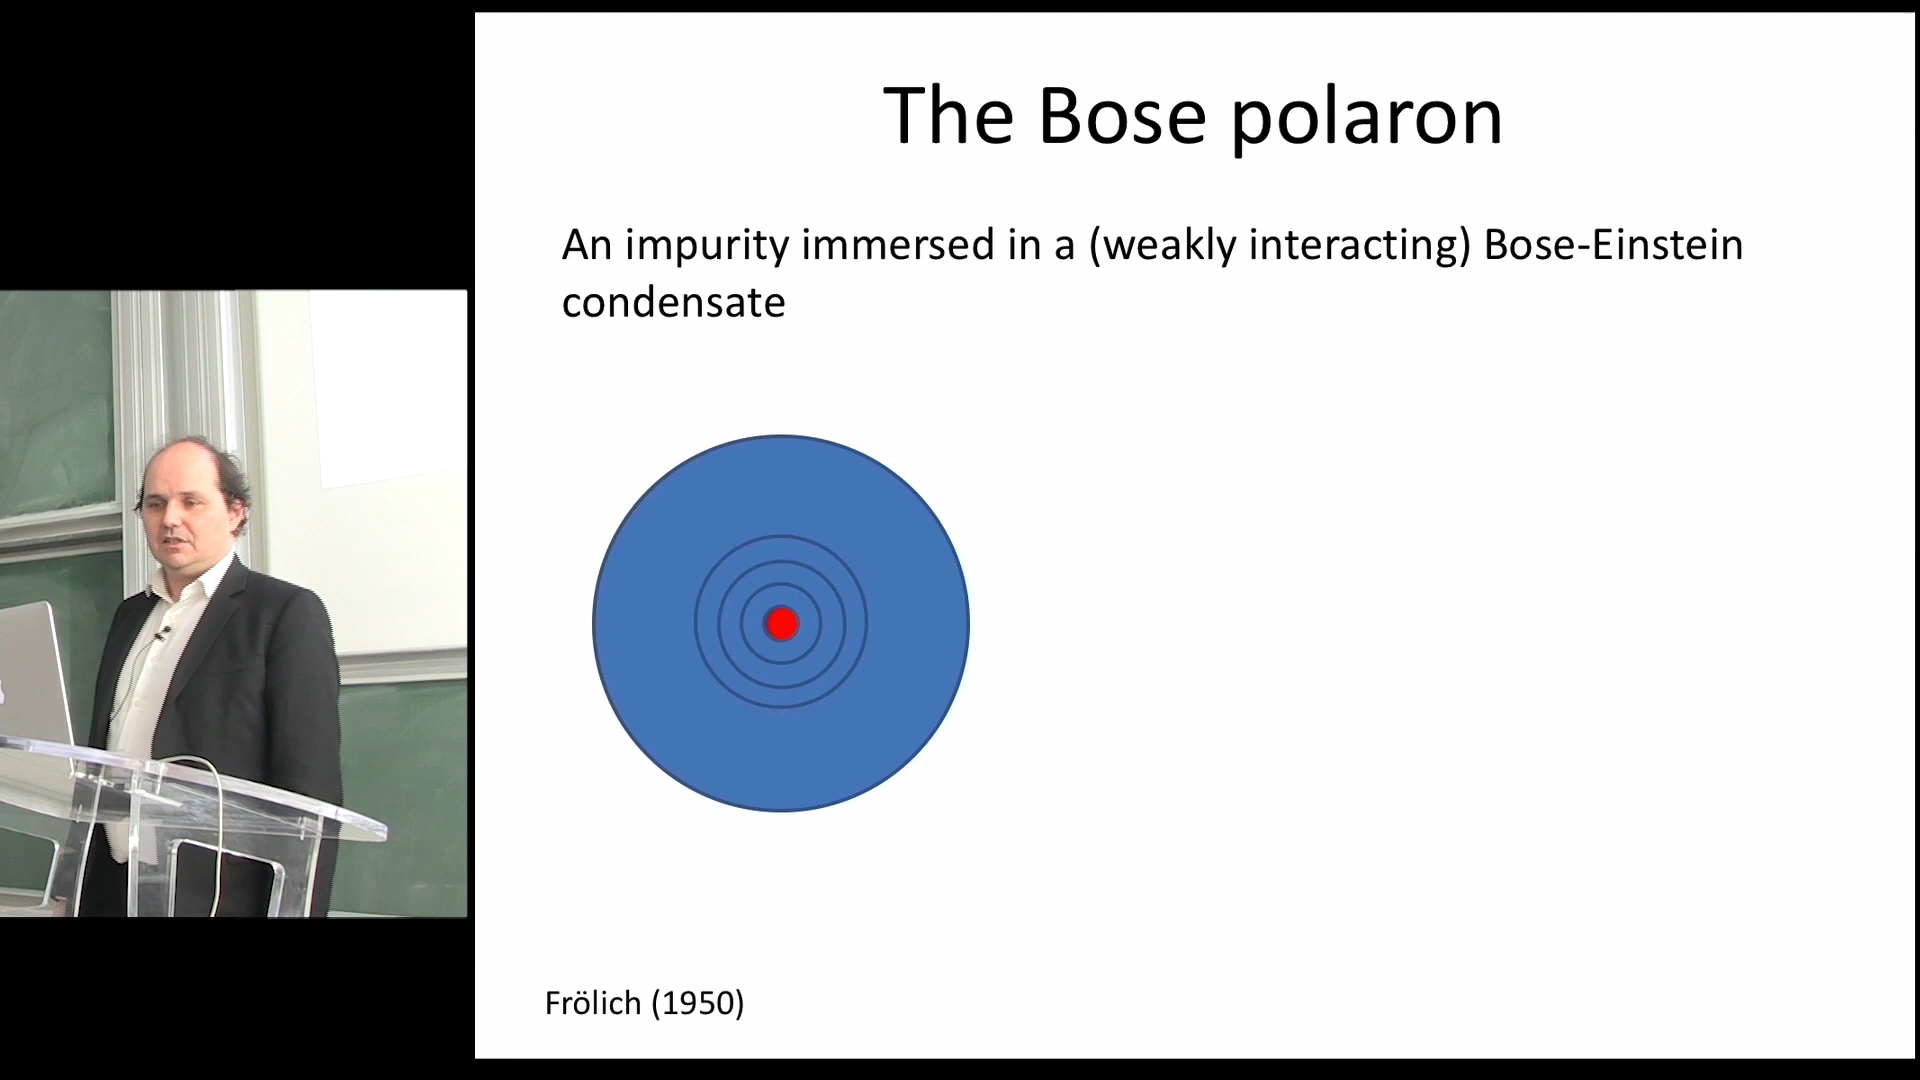 The Bose polaron
An impurity immersed in a (weakly interacting) Bose-Einstein
condensate
Frölich (1950)